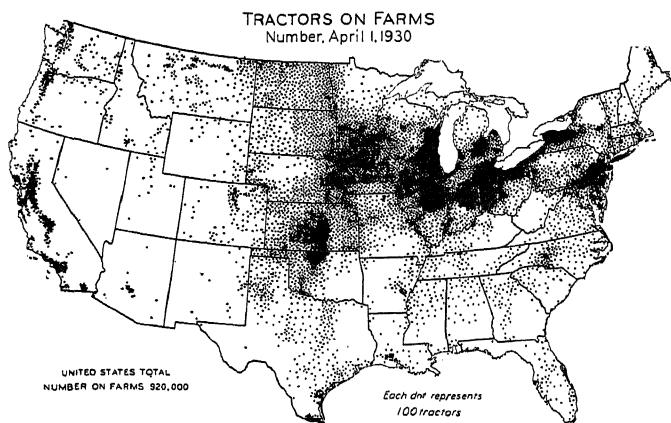 TRACTORS ON FARMS
Number, April 1, 1930
UNITED STATES TOTAL
NUMBER ON FARMS 920,000
Each dot represents
100 tractors